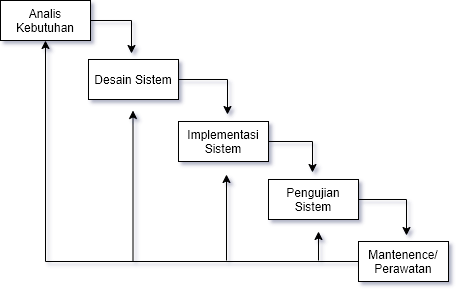 Analis
Kebutuhan
Desain Sistem
Implementasi
Sistem
Pengujian
Sistem
Mantenence/
Perawatan